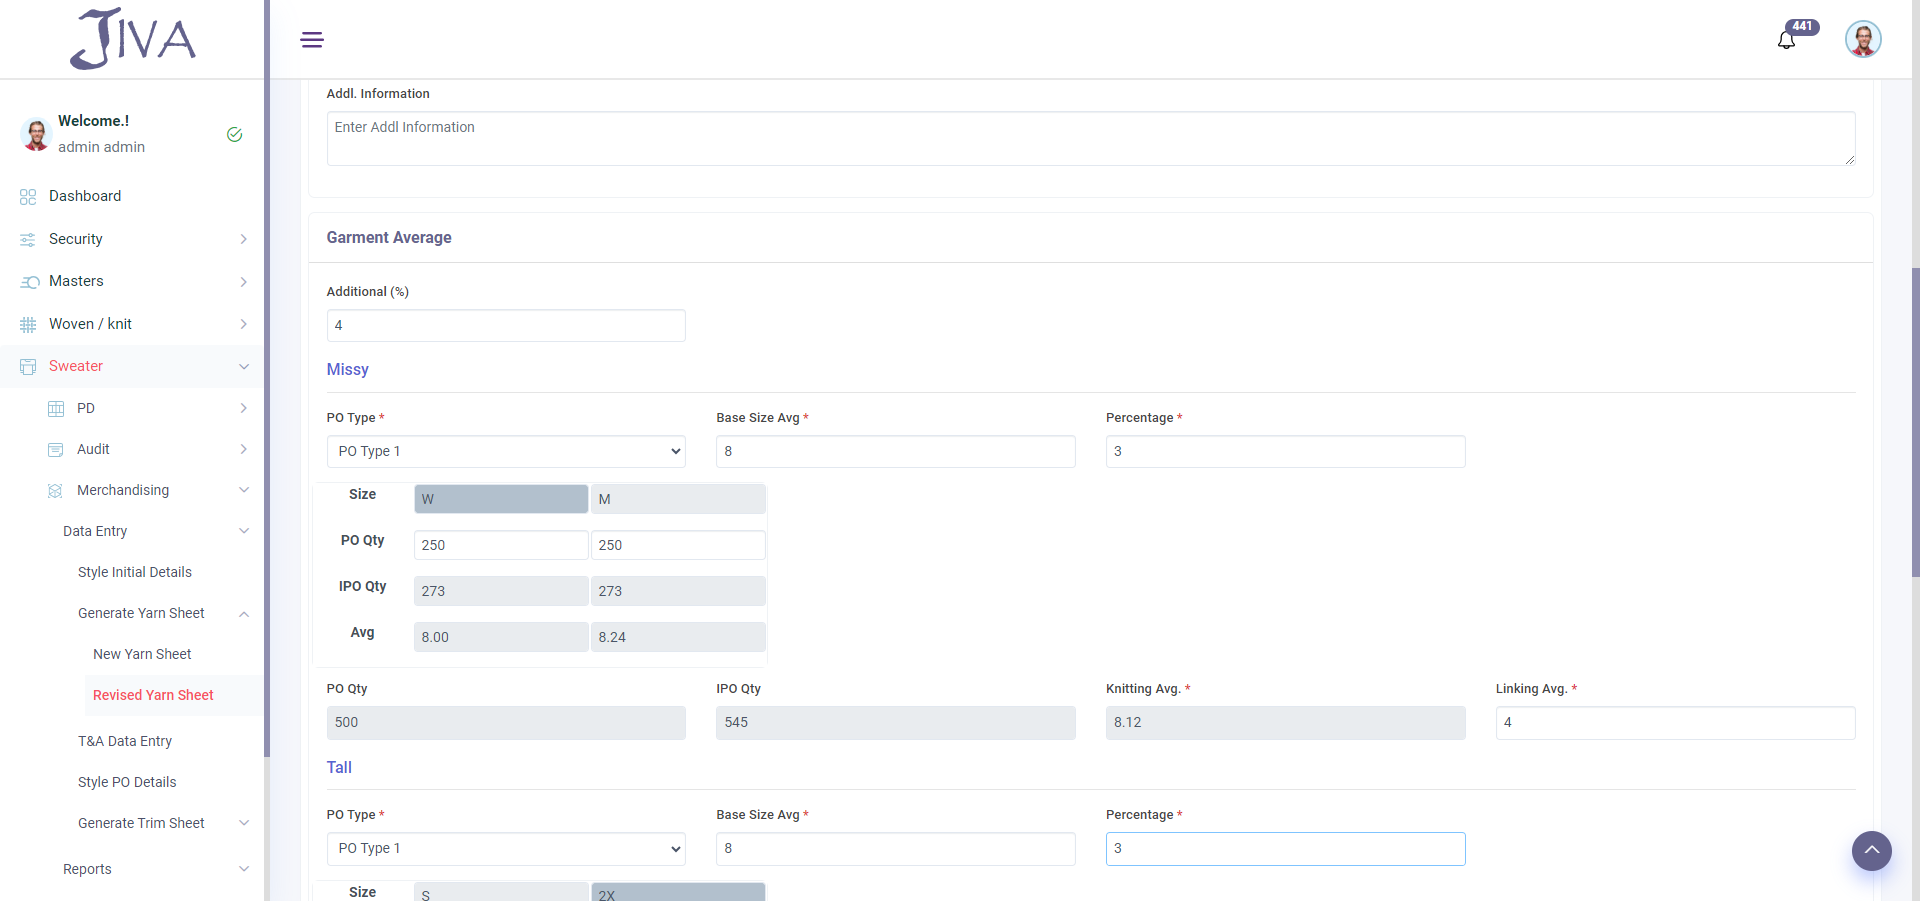 JIVA
441
Welcome.!
admin admin
Dashboard
Security
Masters
Woven / knit
Sweater
PD
Audit
Merchandising
Data Entry
Style Initial Details
Generate Yarn Sheet
New Yarn Sheet
Revised Yarn Sheet
T&A Data Entry
Style PO Details
Generate Trim Sheet
Reports
Addl. Information
Enter Addl Information
Garment Average
Additional (%)
4
Missy
PO Type * Base Size Avg * Percentage *
PO Type 1 8 3
Size W M
PO Qty 250 250
IPO Qty 273 273
Avg 8.00 8.24
PO Qty IPO Qty Knitting Avg. * Linking Avg. *
500 545 8.12 4
Tall
PO Type * Base Size Avg * Percentage *
PO Type 1 8 3
Size S 2X